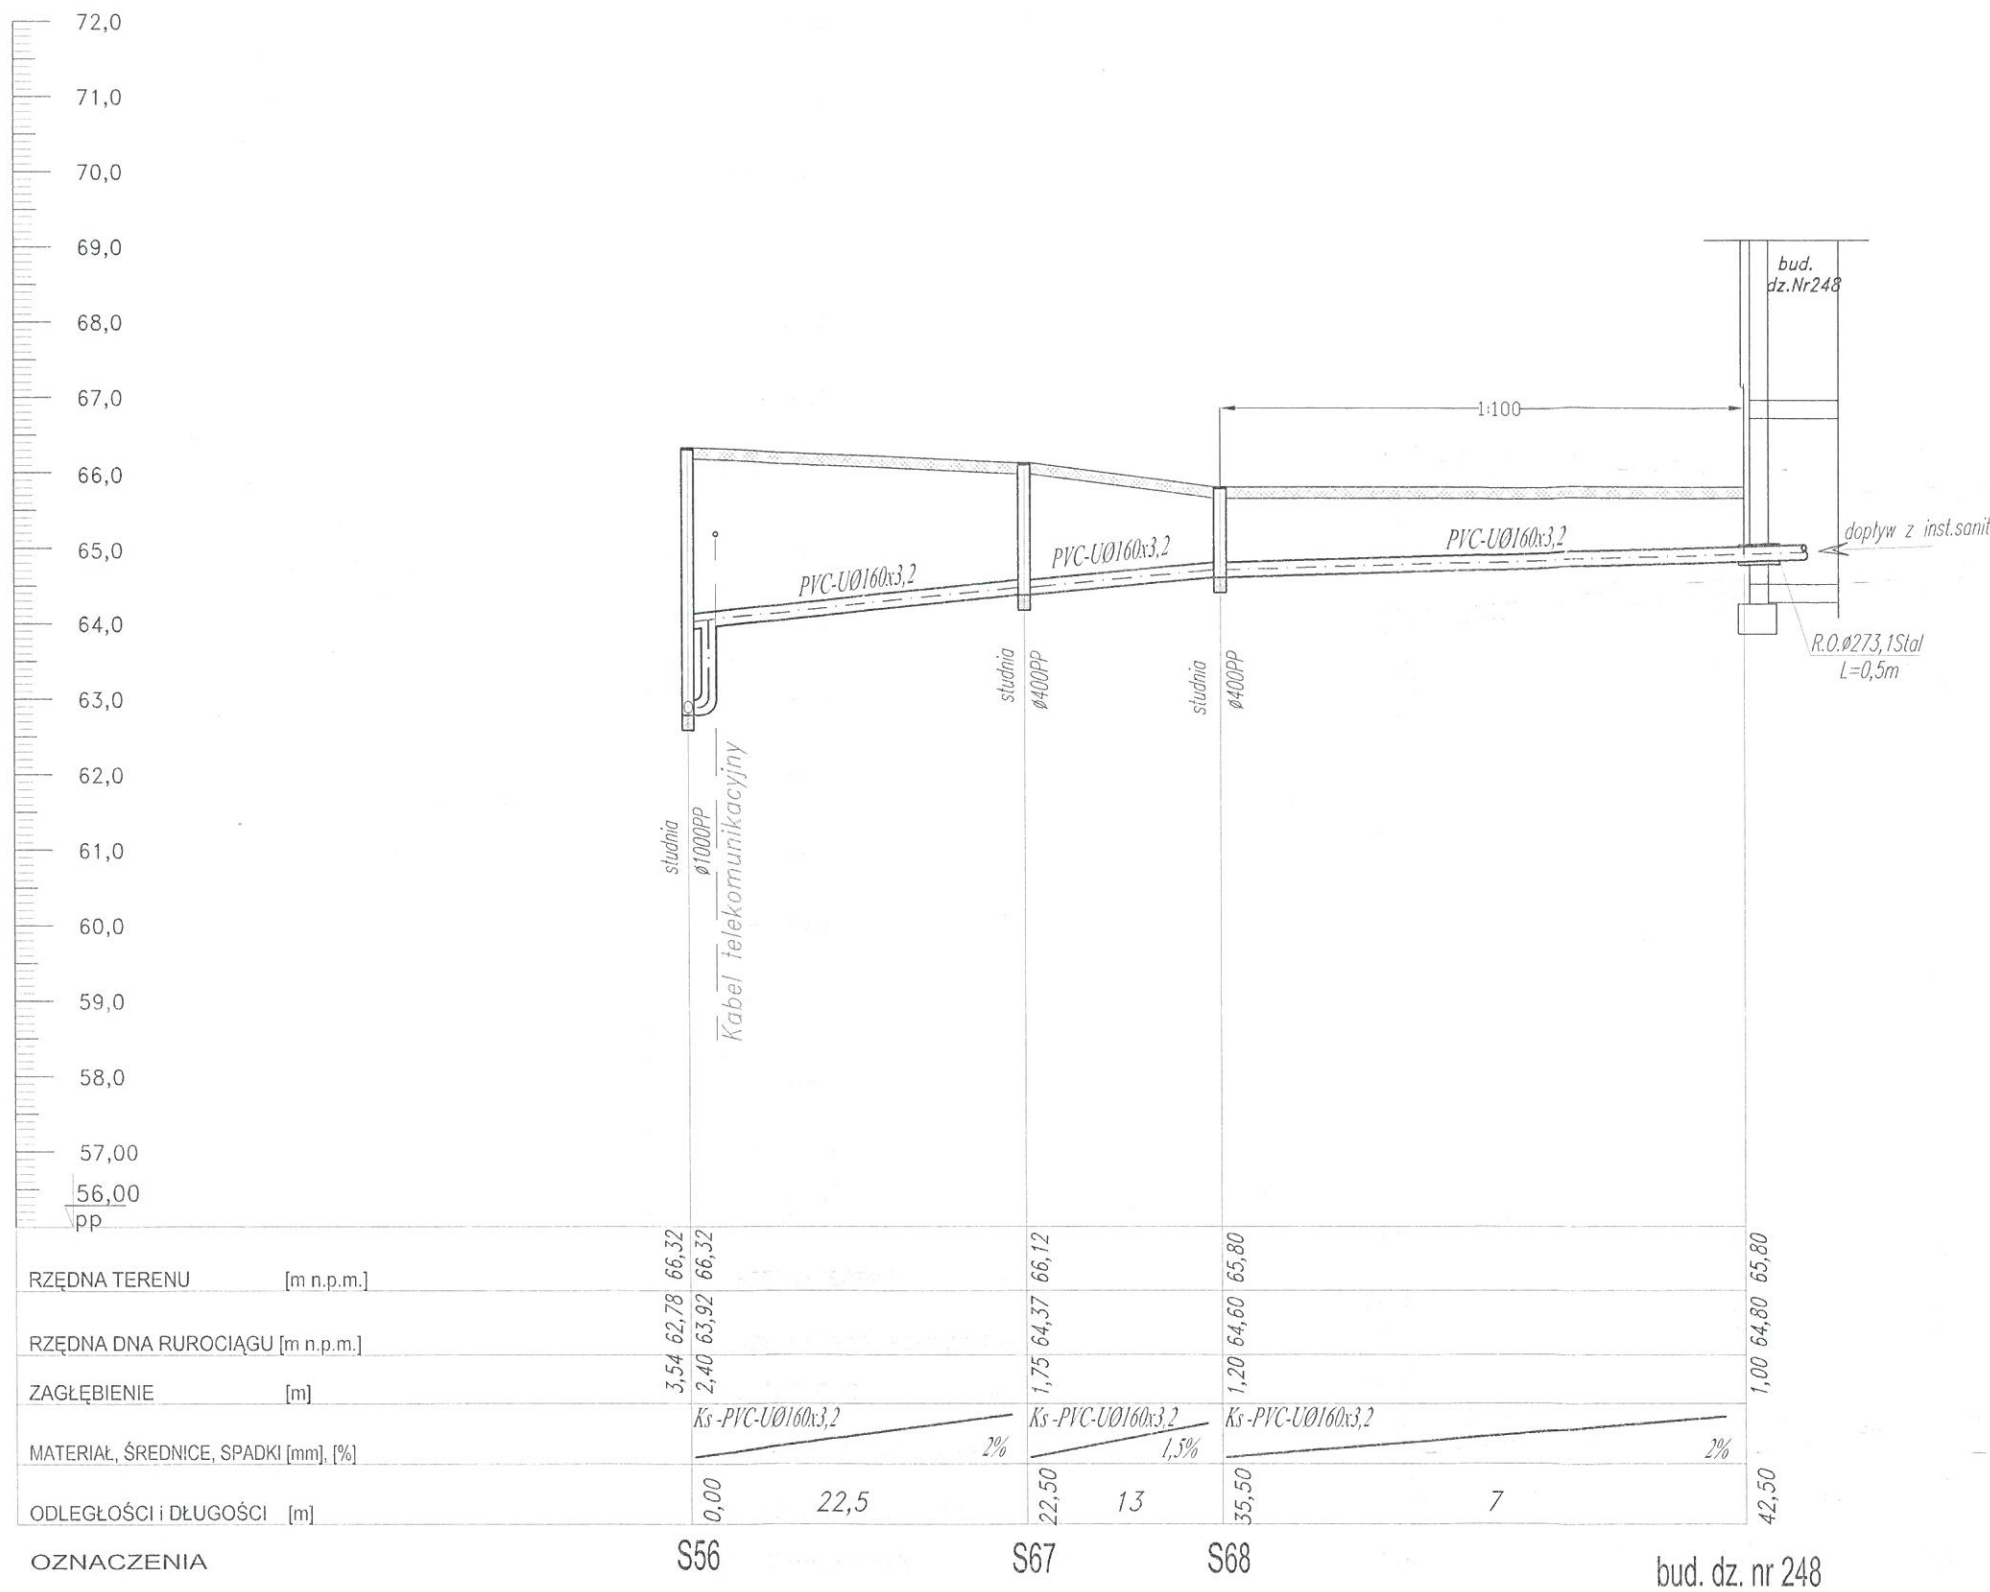 72,0
71,0
70,0
69,0
68,0
67,0
66,0
65,0
64,0
63,0
62,0
61,0
60,0
59,0
58,0
57,00
56,00
pp
bud.
dz.Nr248
1:100
PVC-UØ160x3,2
PVC-UØ160x3,2
PVC-UØ160x3,2
dopływ z inst.sanit
R.O.ø273,1Stal
L=0,5m
studnia
ø1000PP
Kabel telekomunikacyjny
studnia
ø400PP
studnia
ø400PP
RZĘDNA TERENU [m n.p.m.] 66,32 66,32 66,12 65,80 65,80
RZĘDNA DNA RUROCIĄGU [m n.p.m.] 62,78 63,92 64,37 64,60 64,80
ZAGŁĘBIENIE [m] 3,54 2,40 1,75 1,20 1,00
MATERIAŁ, ŚREDNICE, SPADKI [mm], [%] Ks-PVC-UØ160x3,2 2% Ks-PVC-UØ160x3,2 1,5% Ks-PVC-UØ160x3,2 2%
ODLEGŁOŚCI i DŁUGOŚCI [m] 0,00 22,5 22,50 13 35,50 7 42,50
OZNACZENIA S56 S67 S68 bud. dz. nr 248